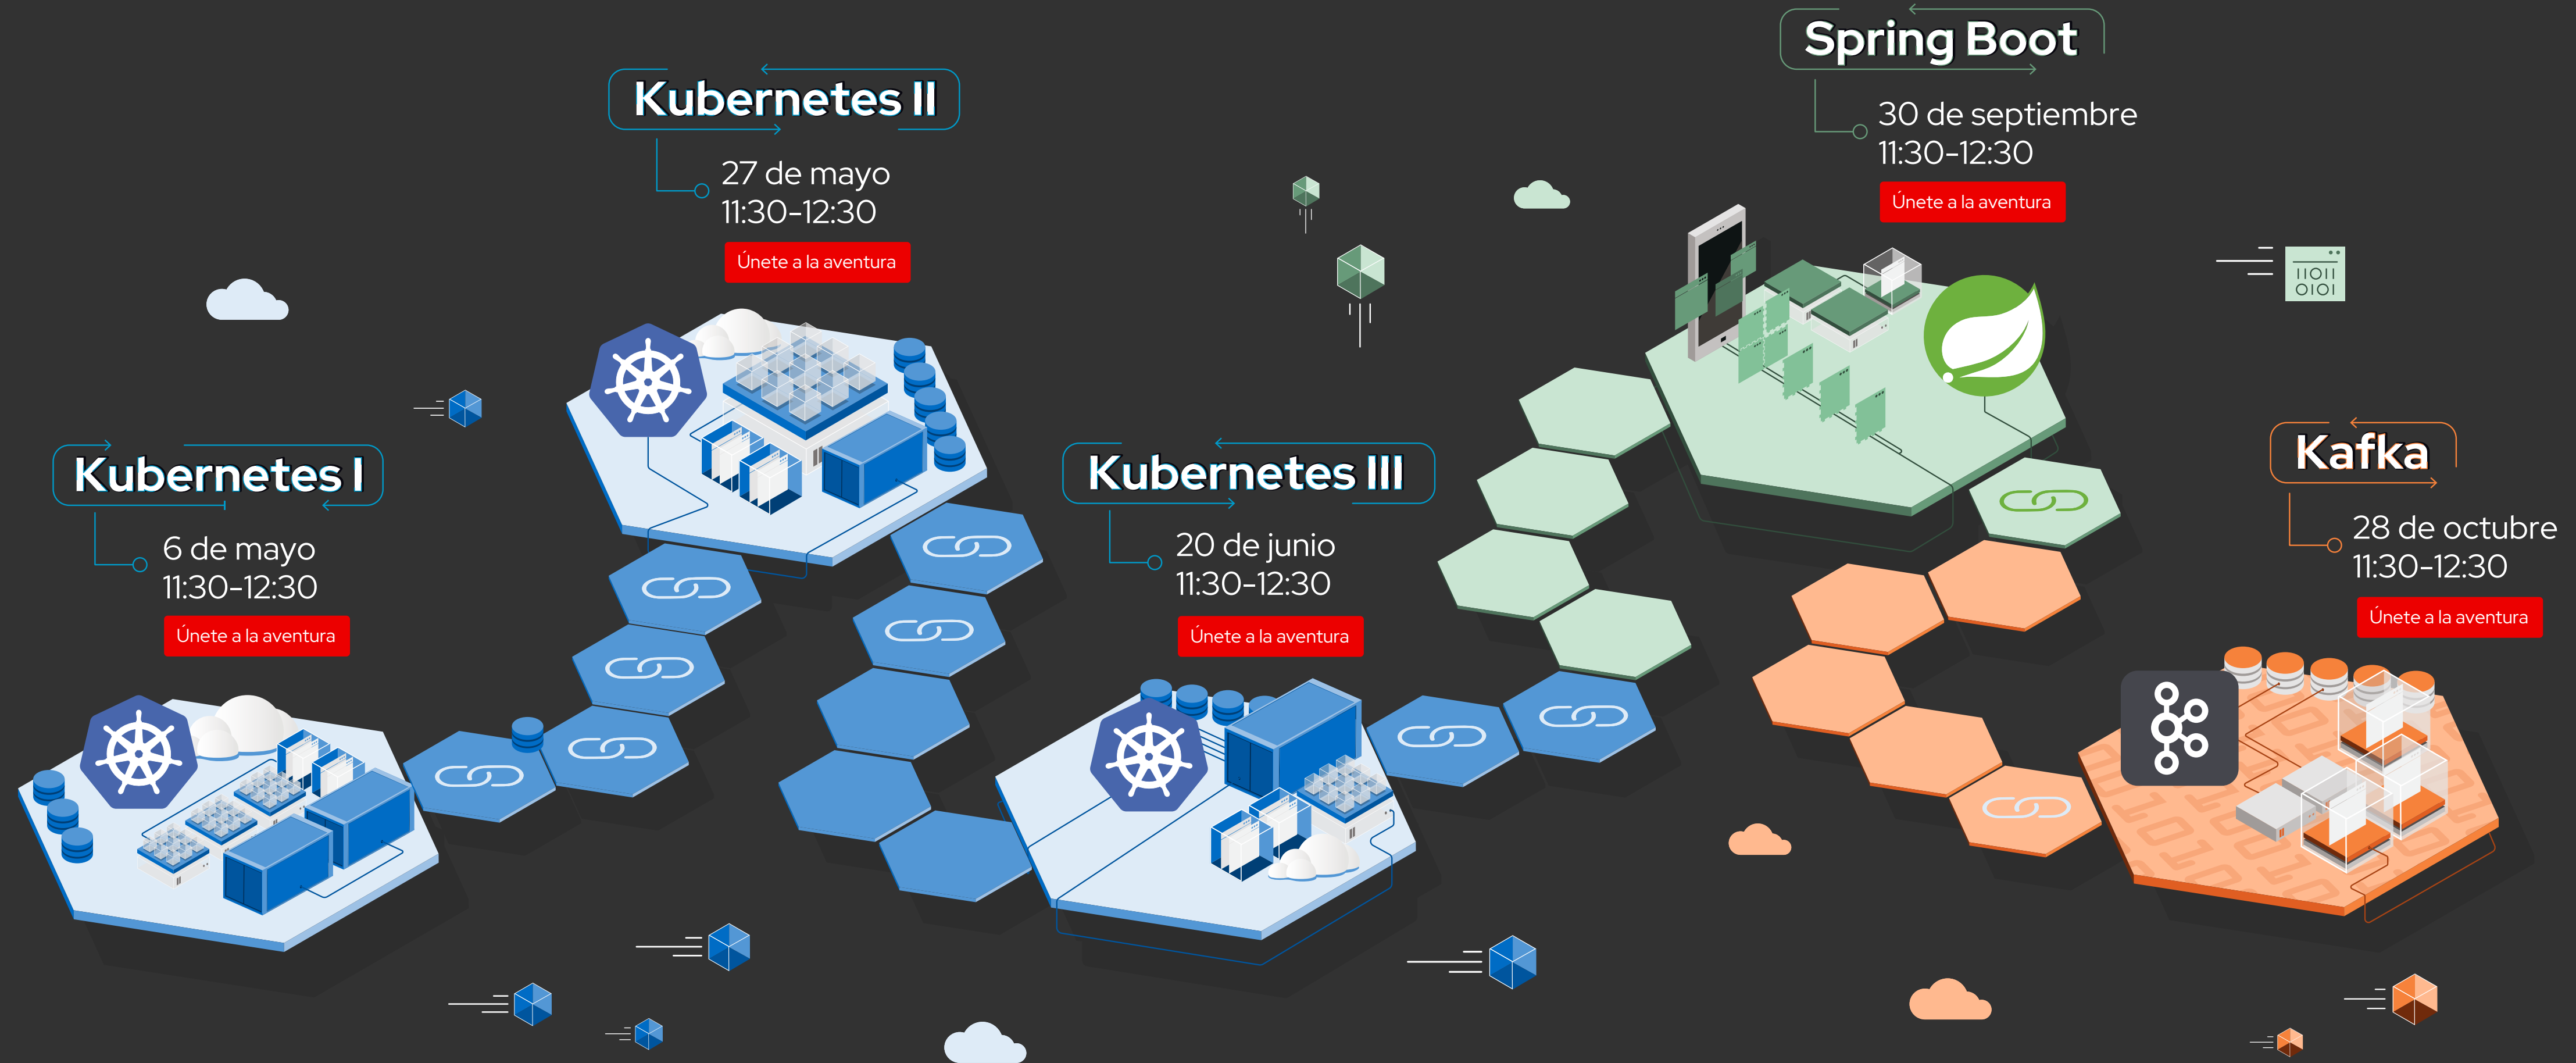 Kubernetes I
6 de mayo
11:30-12:30
Únete a la aventura
Kubernetes II
27 de mayo
11:30-12:30
Únete a la aventura
Kubernetes III
20 de junio
11:30-12:30
Únete a la aventura
Spring Boot
30 de septiembre
11:30-12:30
Únete a la aventura
11011
0101
Kafka
28 de octubre
11:30-12:30
Únete a la aventura